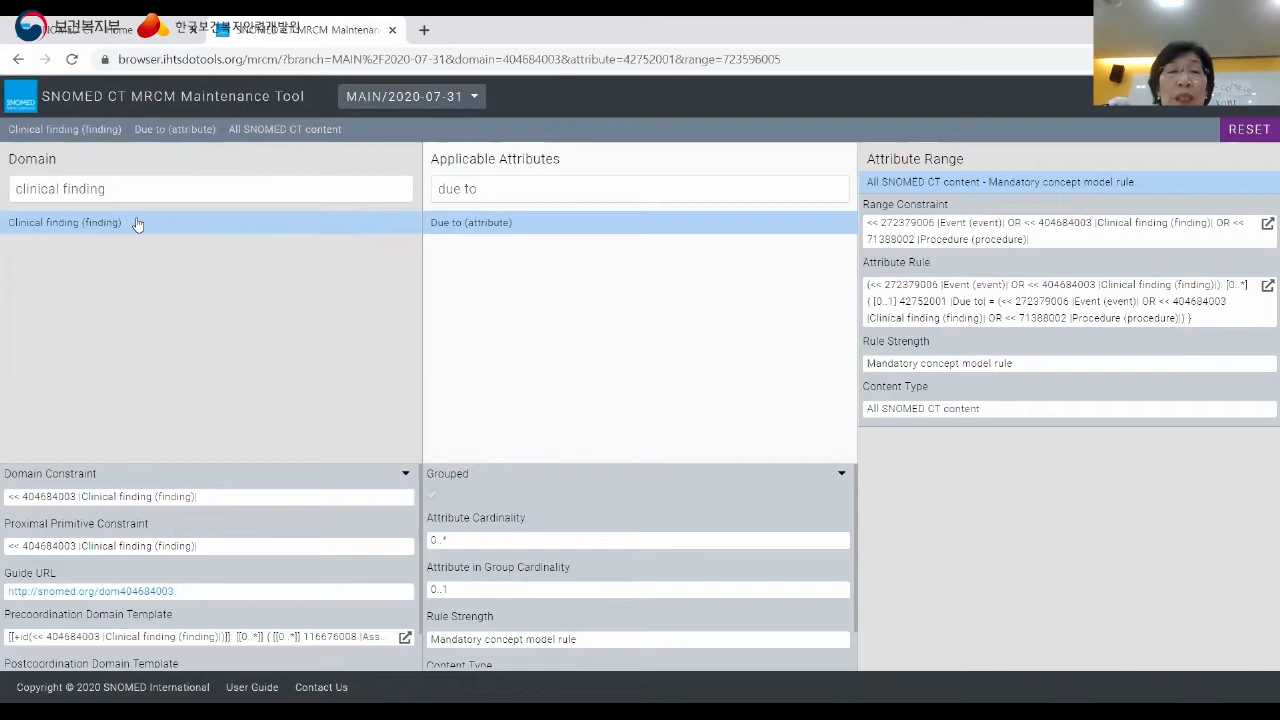 보건복지부
한국보건복지인력개발원
Home
SNOMED CT MRCM Maintenanc
browser.ihtsdotools.org/mrcm/?branch=MAIN%2F2020-07-31&domain=404684003&attribute=42752001&range=723596005
SNOMED
SNOMED CT MRCM Maintenance Tool
MAIN/2020-07-31
Clinical finding (finding) Due to (attribute) All SNOMED CT content
RESET
Domain
clinical finding
Clinical finding (finding)
Applicable Attributes
due to
Due to (attribute)
Attribute Range
All SNOMED CT content - Mandatory concept model rule
Range Constraint
<< 272379006 |Event (event)| OR << 404684003 |Clinical finding (finding)| OR <<
71388002 |Procedure (procedure)|
Attribute Rule
(<< 272379006 |Event (event)| OR << 404684003 |Clinical finding (finding)|): [0..*]
{ [0..1] 42752001 |Due to| = (<< 272379006 |Event (event)| OR << 404684003
|Clinical finding (finding)| OR << 71388002 |Procedure (procedure)|) }
Rule Strength
Mandatory concept model rule
Content Type
All SNOMED CT content
Domain Constraint
<< 404684003 |Clinical finding (finding)|
Proximal Primitive Constraint
<< 404684003 |Clinical finding (finding)|
Guide URL
http://snomed.org/dom404684003
Precoordination Domain Template
[[+id(<< 404684003 |Clinical finding (finding)|)]]: [[0..*]] { [[0..*]] 116676008 |Ass...
Postcoordination Domain Template
Grouped
Attribute Cardinality
0..*
Attribute in Group Cardinality
0..1
Rule Strength
Mandatory concept model rule
Content Type
Copyright © 2020 SNOMED International User Guide Contact Us